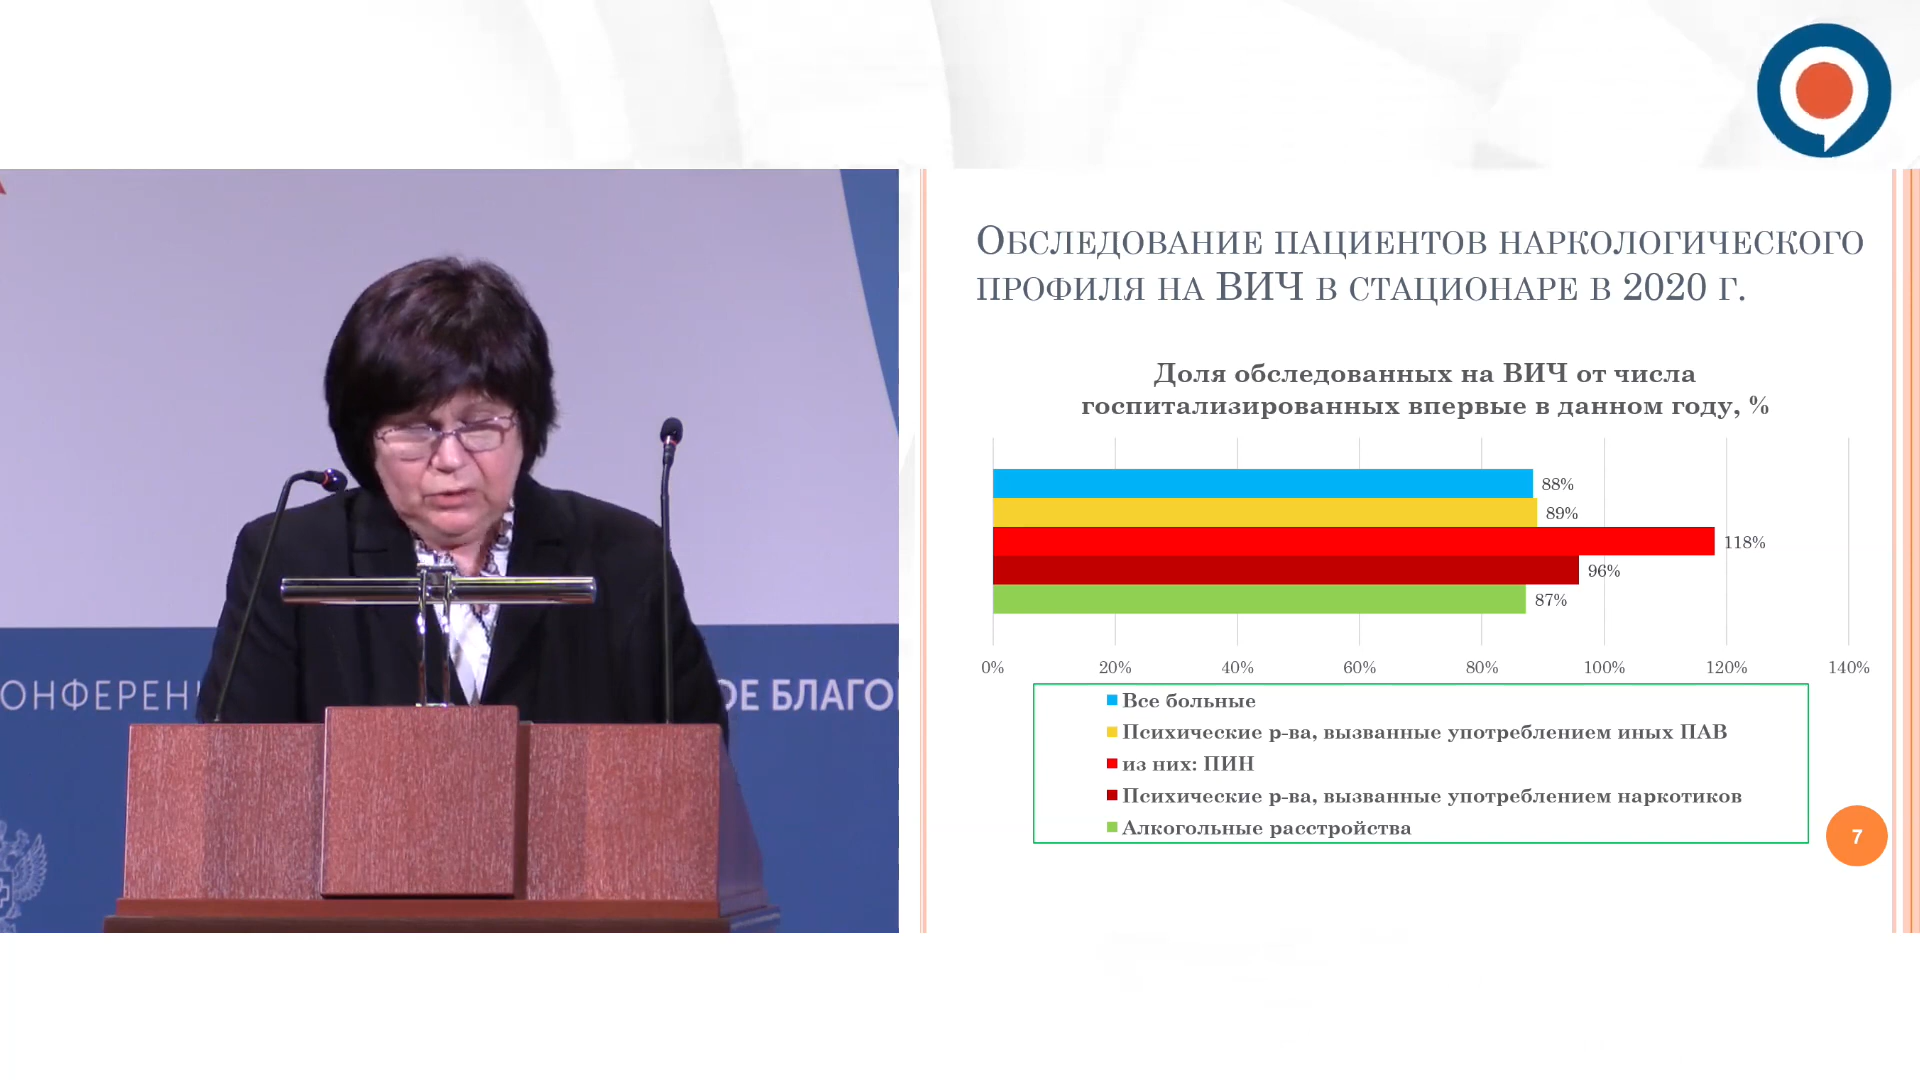 ОБСЛЕДОВАНИЕ ПАЦИЕНТОВ НАРКОЛОГИЧЕСКОГО
ПРОФИЛЯ НА ВИЧ В СТАЦИОНАРЕ В 2020 Г.
Доля обследованных на ВИЧ от числа
госпитализированных впервые в данном году, %
88%
89%
118%
96%
87%
0% 20% 40% 60% 80% 100% 120% 140%
Все больные
Психические р-ва, вызванные употреблением иных ПАВ
из них: ПИН
Психические р-ва, вызванные употреблением наркотиков
Алкогольные расстройства
7
ОНФЕРЕН ОЕ БЛАГО